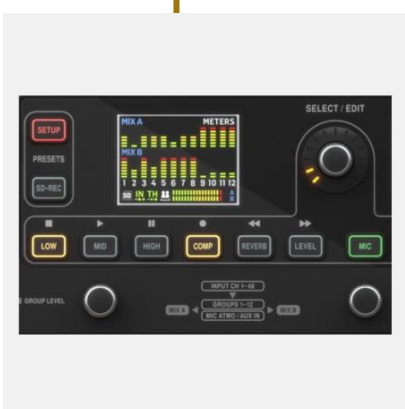 SELECT / EDIT
SETUP
PRESETS
SD-REC
MIX A METERS
MIX B
1 2 3 4 5 6 7 8 9 10 11 12
SD IN TH
A
B
LOW MID HIGH COMP REVERB LEVEL MIC
GROUP LEVEL
INPUT CH 1-48
GROUPS 1-12
MIX A MIX B
MIC ATMO / AUX IN